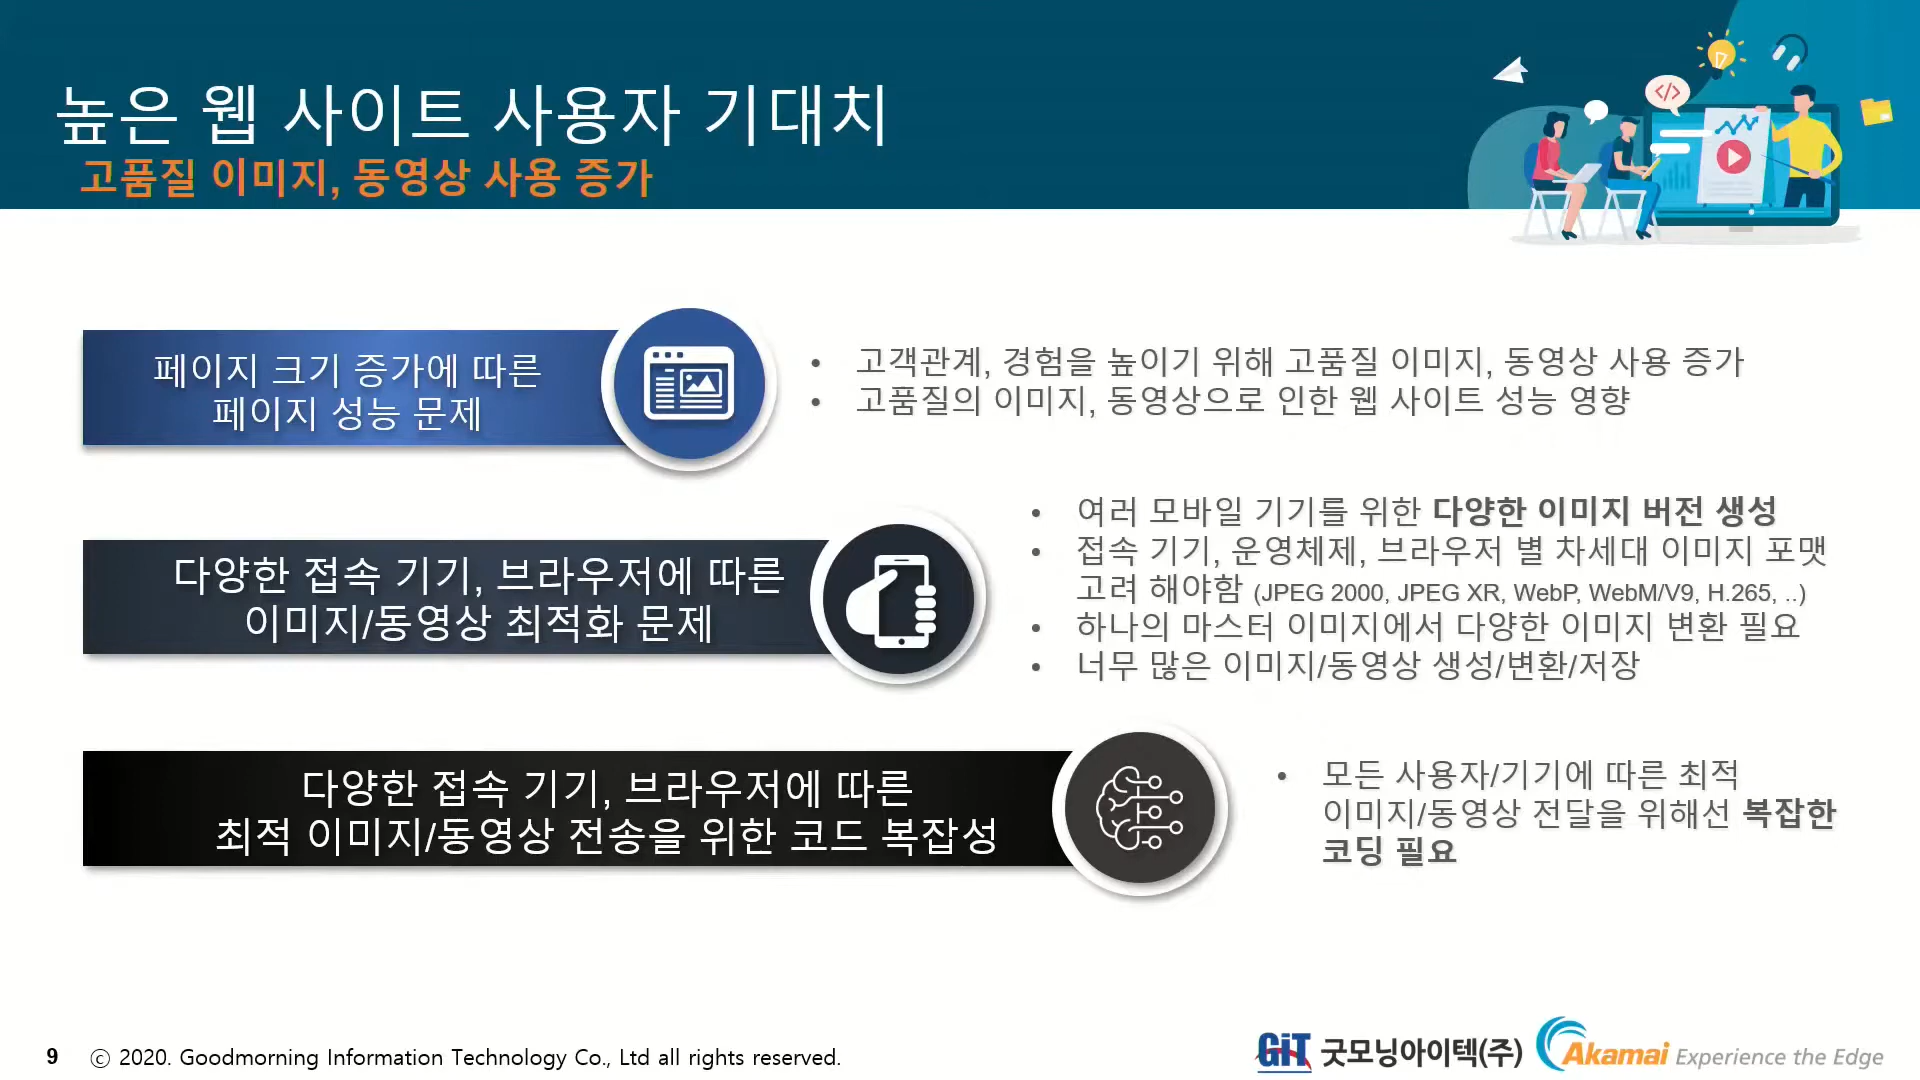 높은 웹 사이트 사용자 기대치
고품질 이미지, 동영상 사용 증가
</>
페이지 크기 증가에 따른
페이지 성능 문제
• 고객관계, 경험을 높이기 위해 고품질 이미지, 동영상 사용 증가
• 고품질의 이미지, 동영상으로 인한 웹 사이트 성능 영향
다양한 접속 기기, 브라우저에 따른
이미지/동영상 최적화 문제
• 여러 모바일 기기를 위한 다양한 이미지 버전 생성
• 접속 기기, 운영체제, 브라우저 별 차세대 이미지 포맷
고려 해야함 (JPEG 2000, JPEG XR, WebP, WebM/V9, H.265, ..)
• 하나의 마스터 이미지에서 다양한 이미지 변환 필요
• 너무 많은 이미지/동영상 생성/변환/저장
다양한 접속 기기, 브라우저에 따른
최적 이미지/동영상 전송을 위한 코드 복잡성
• 모든 사용자/기기에 따른 최적
이미지/동영상 전달을 위해선 복잡한
코딩 필요
9 ⓒ 2020. Goodmorning Information Technology Co., Ltd all rights reserved.
GiT 굿모닝아이텍(주) Akamai Experience the Edge